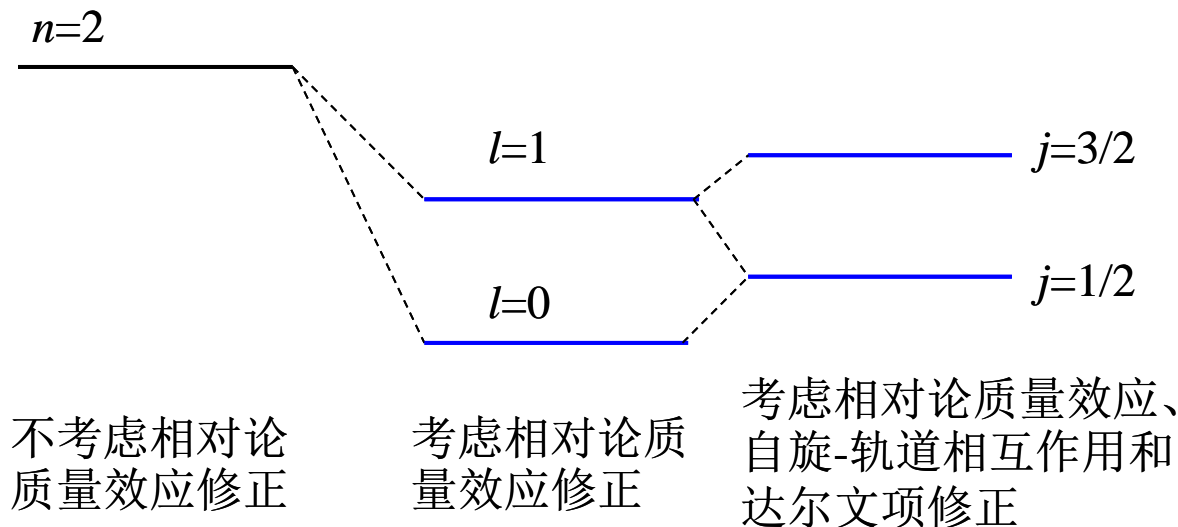 n=2
l=1
j=3/2
l=0
j=1/2
不考虑相对论
质量效应修正
考虑相对论质
量效应修正
考虑相对论质量效应、
自旋-轨道相互作用和
达尔文项修正